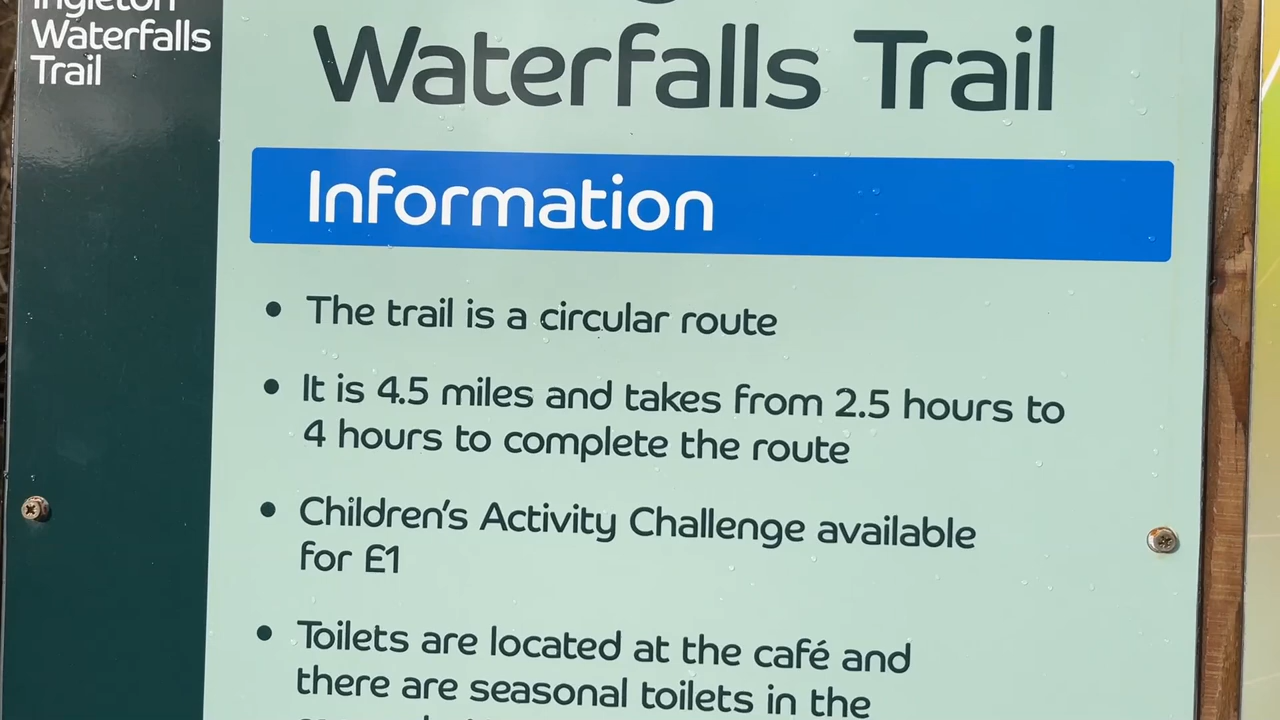 Ingleton
Waterfalls
Trail
Waterfalls Trail
Information
• The trail is a circular route
• It is 4.5 miles and takes from 2.5 hours to
4 hours to complete the route
• Children's Activity Challenge available
for £1
• Toilets are located at the café and
there are seasonal toilets in the